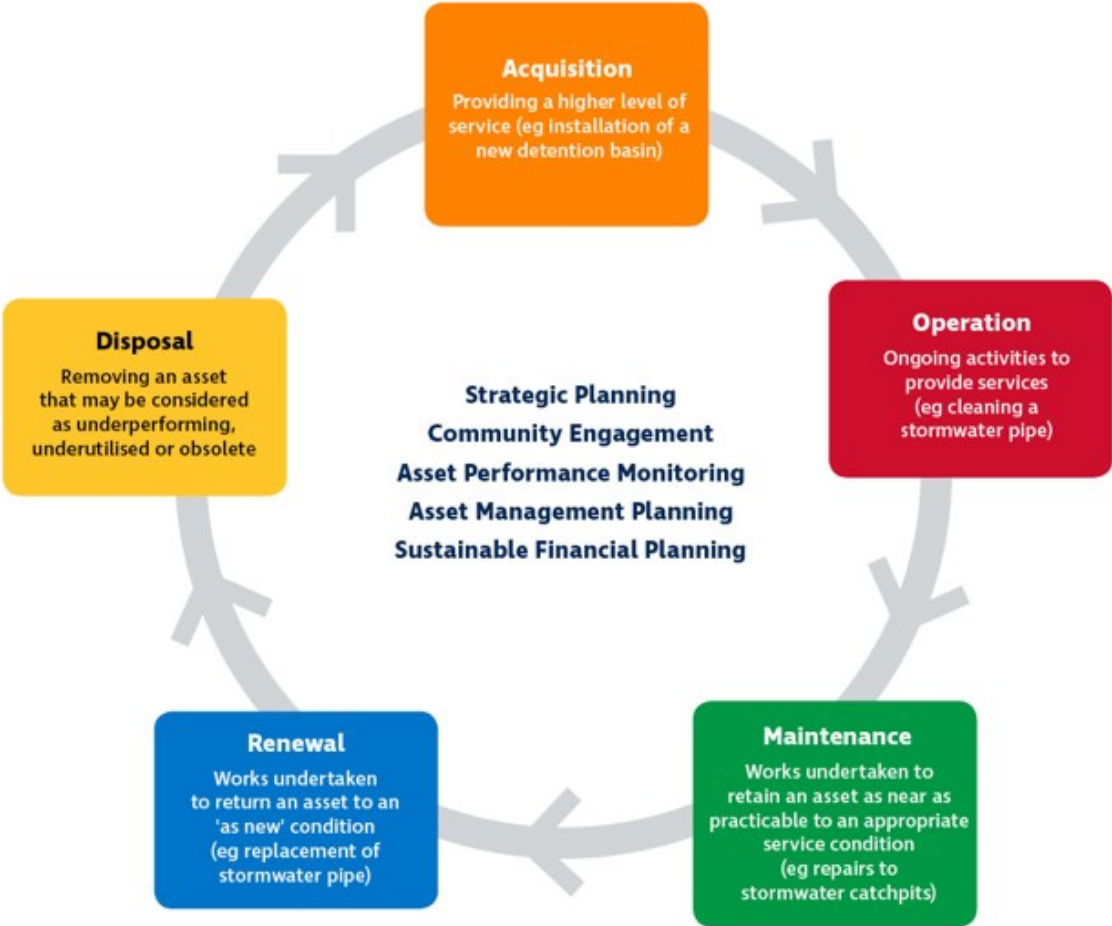 Acquisition
Providing a higher level of
service (eg installation of a
new detention basin)
Operation
Ongoing activities to
provide services
(eg cleaning a
stormwater pipe)
Maintenance
Works undertaken to
retain an asset as near as
practicable to an appropriate
service condition
(eg repairs to
stormwater catchpits)
Renewal
Works undertaken
to return an asset to an
'as new' condition
(eg replacement of
stormwater pipe)
Disposal
Removing an asset
that may be considered
as underperforming,
underutilised or obsolete
Strategic Planning
Community Engagement
Asset Performance Monitoring
Asset Management Planning
Sustainable Financial Planning